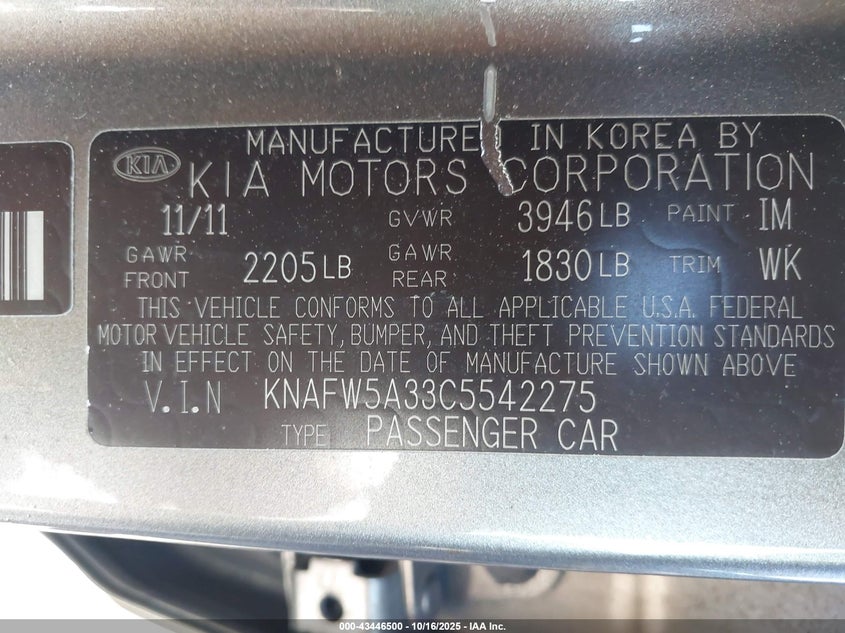 MANUFACTURED IN KOREA BY
KIA KIA MOTORS CORPORATION
11/11 GVWR 3946LB PAINT IM
GAWR FRONT 2205LB GAWR REAR 1830LB TRIM WK
THIS VEHICLE CONFORMS TO ALL APPLICABLE U.S.A. FEDERAL
MOTOR VEHICLE SAFETY, BUMPER, AND THEFT PREVENTION STANDARDS
IN EFFECT ON THE DATE OF MANUFACTURE SHOWN ABOVE
V.I.N KNAFW5A33C5542275
TYPE PASSENGER CAR
000-43446500 - 10/16/2025 - IAA Inc.